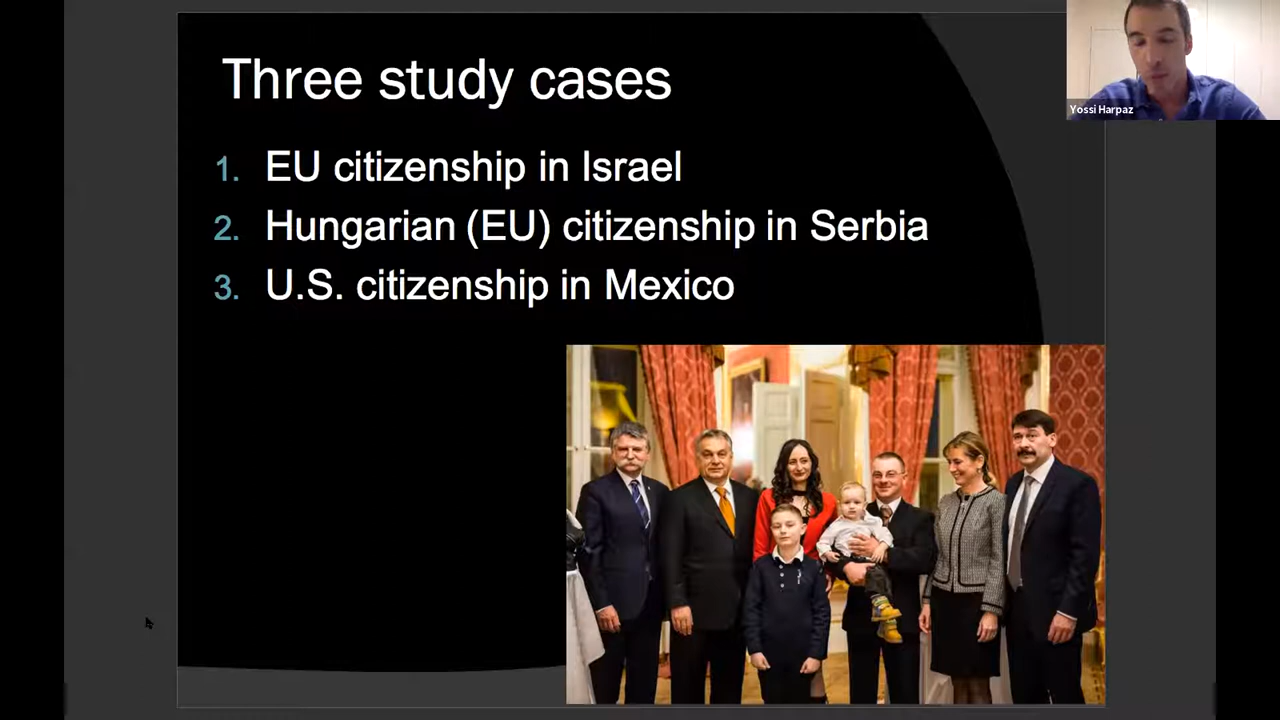 Three study cases
1. EU citizenship in Israel
2. Hungarian (EU) citizenship in Serbia
3. U.S. citizenship in Mexico
Yossi Harpaz